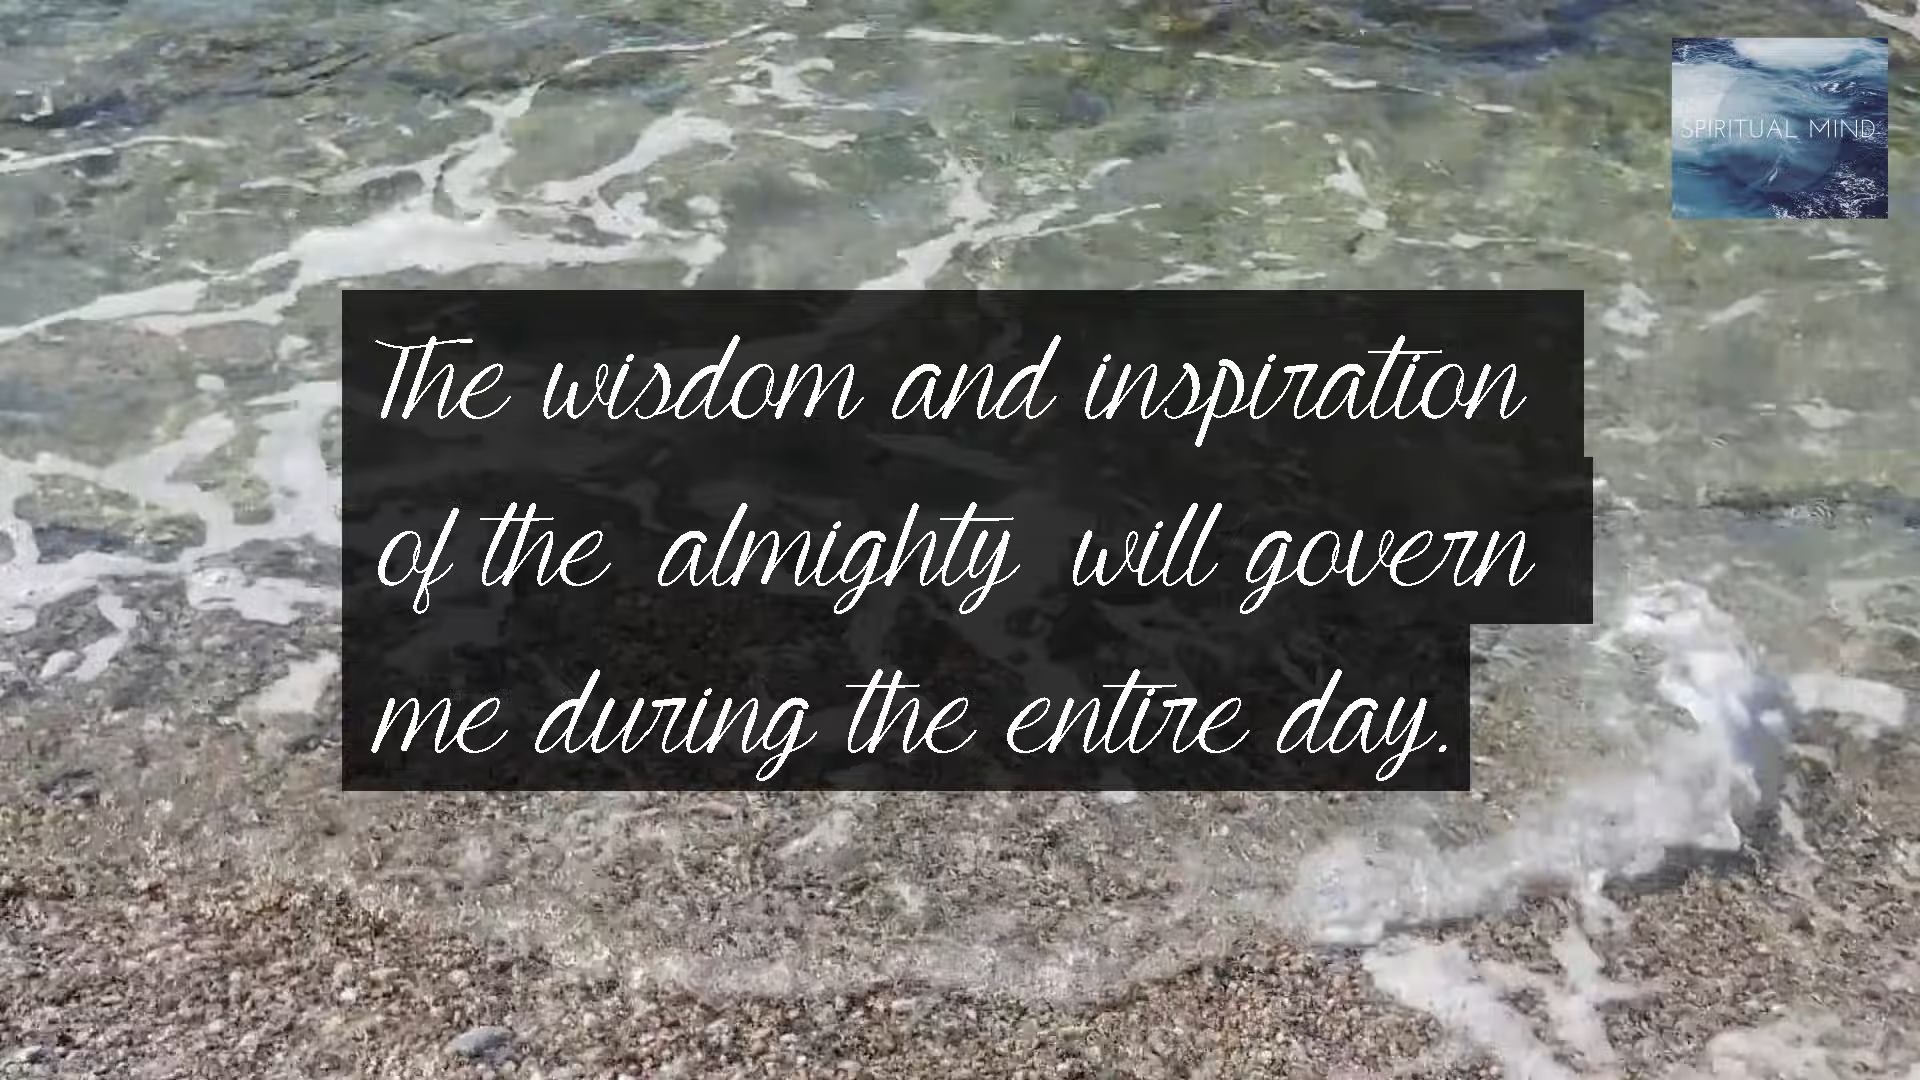 SPIRITUAL MIND
The wisdom and inspiration
of the almighty will govern
me during the entire day.